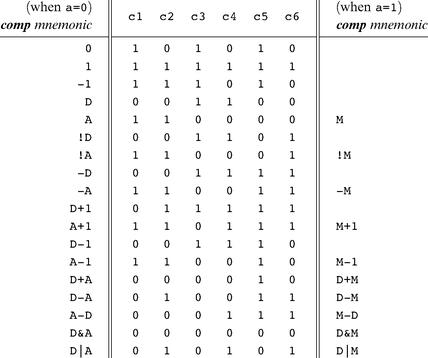 (when a=0) (when a=1)
comp mnemonic c1 c2 c3 c4 c5 c6 comp mnemonic
0 1 0 1 0 1 0
1 1 1 1 1 1 1
-1 1 1 1 0 1 0
D 0 0 1 1 0 0
A 1 1 0 0 0 0 M
!D 0 0 1 1 0 1
!A 1 1 0 0 0 1 !M
-D 0 0 1 1 1 1
-A 1 1 0 0 1 1 -M
D+1 0 1 1 1 1 1
A+1 1 1 0 1 1 1 M+1
D-1 0 0 1 1 1 0
A-1 1 1 0 0 1 0 M-1
D+A 0 0 0 0 1 0 D+M
D-A 0 1 0 0 1 1 D-M
A-D 0 0 0 1 1 1 M-D
D&A 0 0 0 0 0 0 D&M
D|A 0 1 0 1 0 1 D|M